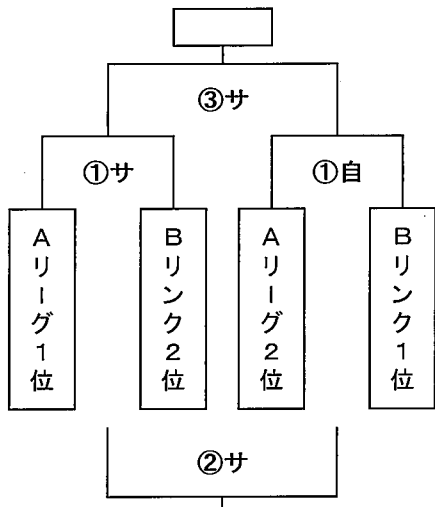 ③サ
①サ
①自
Aリーグ1位
Bリンク2位
Aリーグ2位
Bリンク1位
②サ